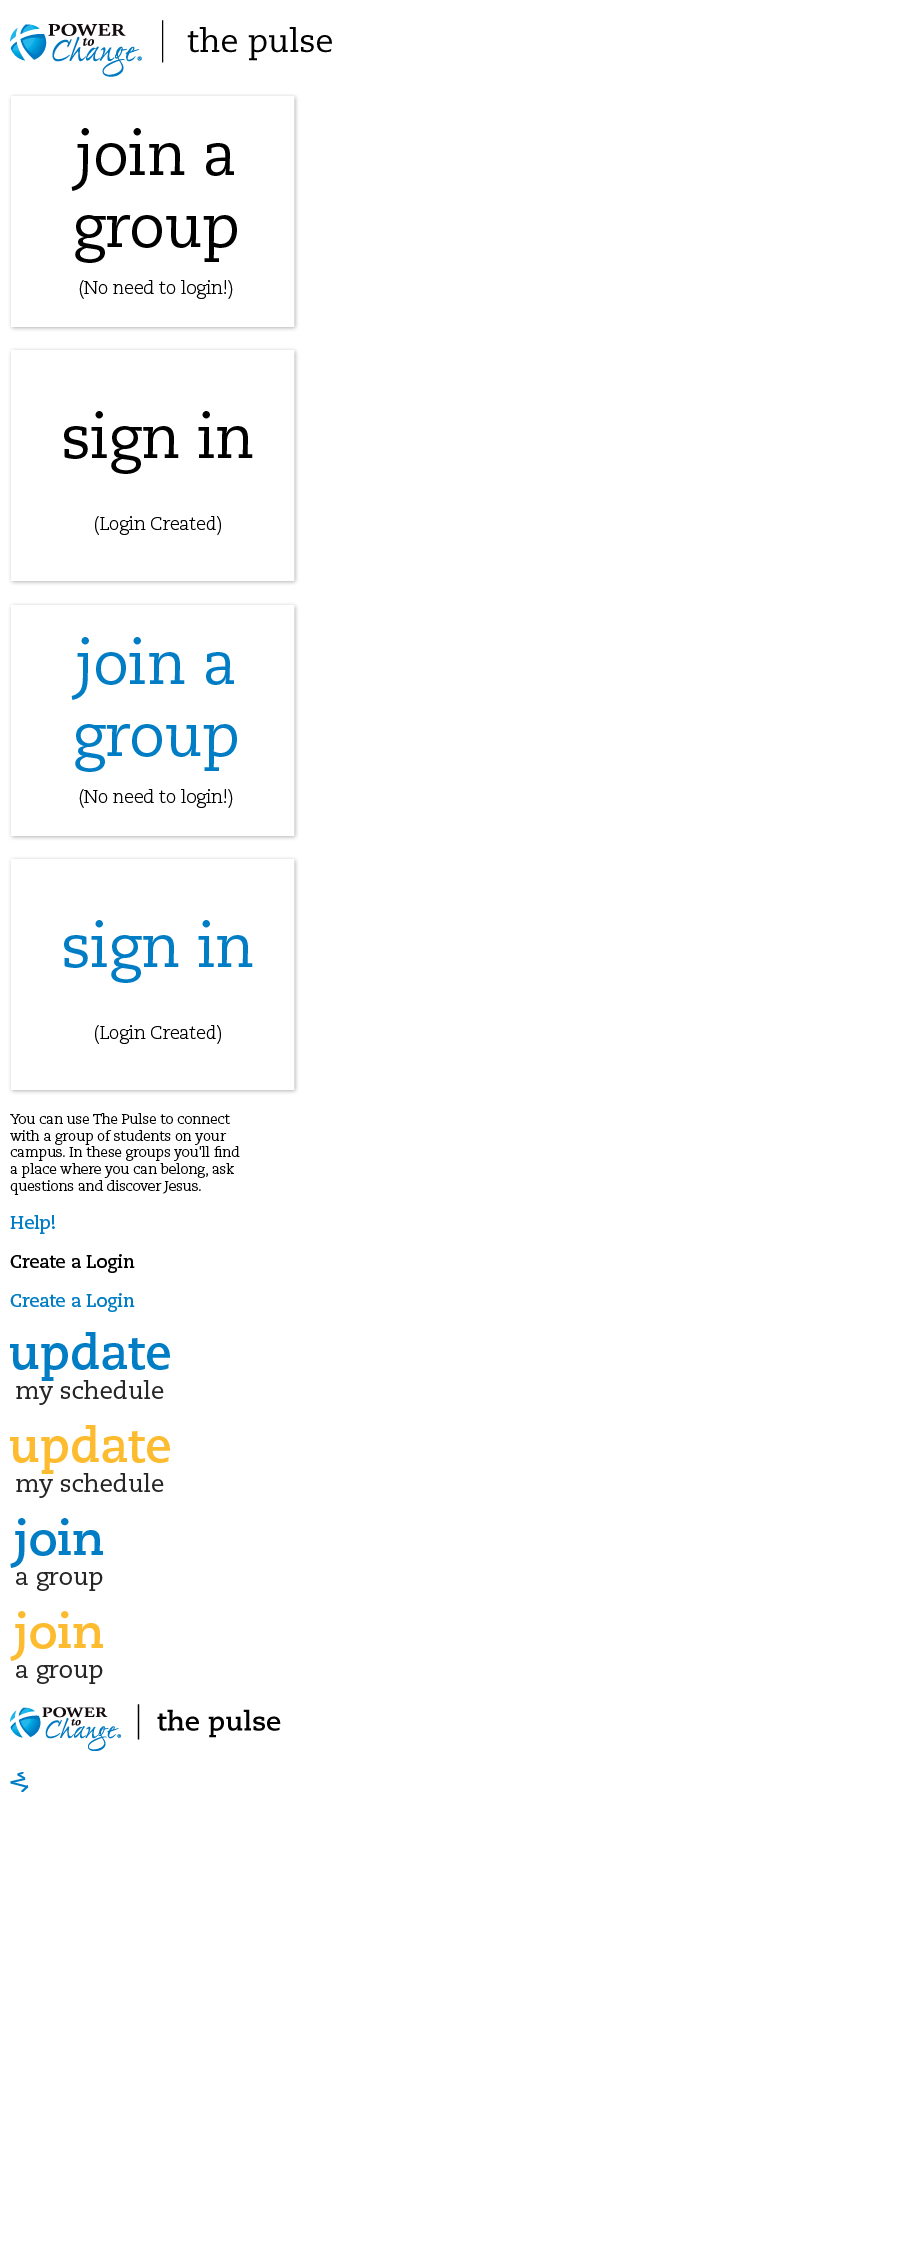 POWER to Change® | the pulse
join a
group
(No need to login!)
sign in
(Login Created)
join a
group
(No need to login!)
sign in
(Login Created)
You can use The Pulse to connect
with a group of students on your
campus. In these groups you'll find
a place where you can belong, ask
questions and discover Jesus.
Help!
Create a Login
Create a Login
update
my schedule
update
my schedule
join
a group
join
a group
POWER to Change® | the pulse